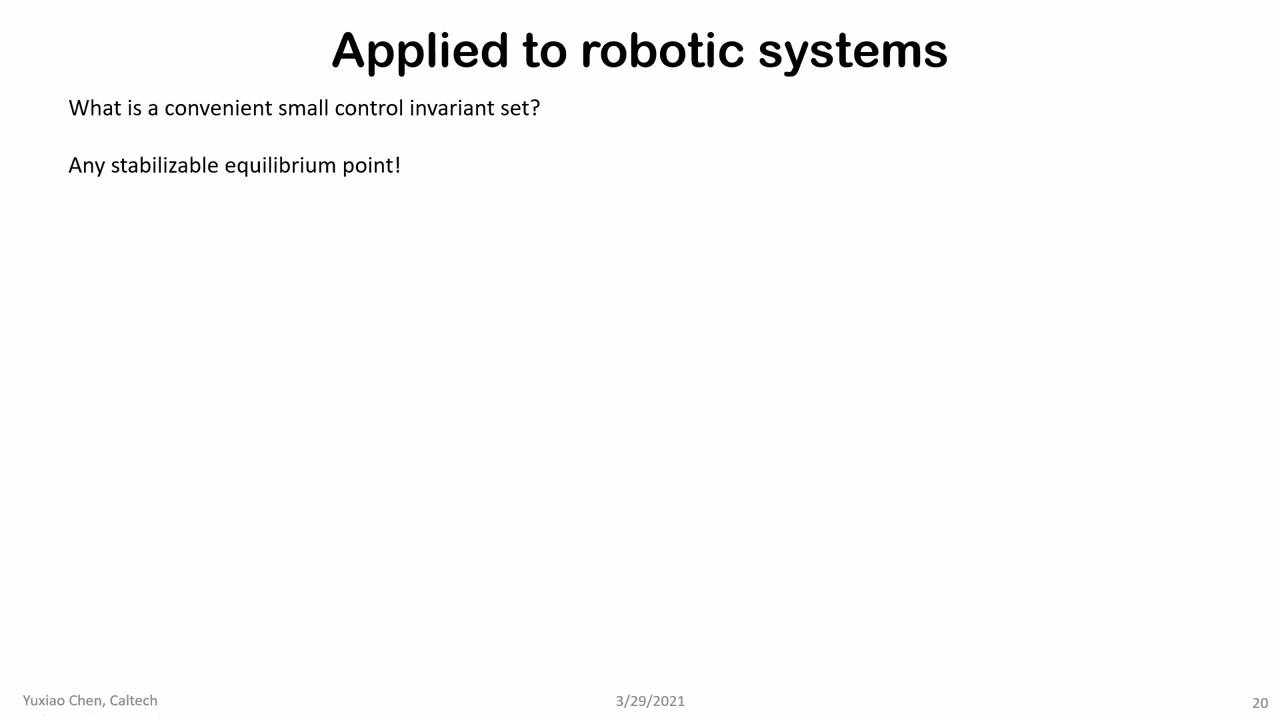 Applied to robotic systems
What is a convenient small control invariant set?
Any stabilizable equilibrium point!
Yuxiao Chen, Caltech
3/29/2021
20